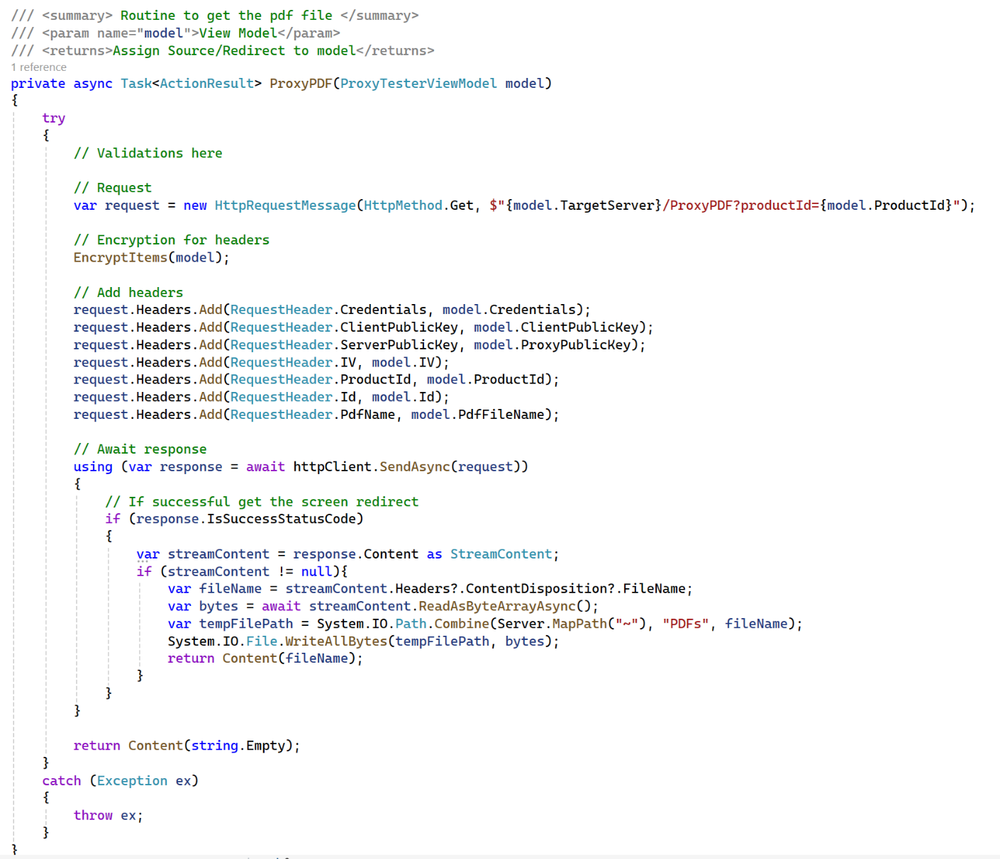 /// <summary> Routine to get the pdf file </summary>
/// <param name="model">View Model</param>
/// <returns>Assign Source/Redirect to model</returns>
1 reference
private async Task<ActionResult> ProxyPDF(ProxyTesterViewModel model)
{
    try
    {
        // Validations here

        // Request
        var request = new HttpRequestMessage(HttpMethod.Get, $"{model.TargetServer}/ProxyPDF?productId={model.ProductId}");

        // Encryption for headers
        EncryptItems(model);

        // Add headers
        request.Headers.Add(RequestHeader.Credentials, model.Credentials);
        request.Headers.Add(RequestHeader.ClientPublicKey, model.ClientPublicKey);
        request.Headers.Add(RequestHeader.ServerPublicKey, model.ProxyPublicKey);
        request.Headers.Add(RequestHeader.IV, model.IV);
        request.Headers.Add(RequestHeader.ProductId, model.ProductId);
        request.Headers.Add(RequestHeader.Id, model.Id);
        request.Headers.Add(RequestHeader.PdfName, model.PdfFileName);

        // Await response
        using (var response = await httpClient.SendAsync(request))
        {
            // If successful get the screen redirect
            if (response.IsSuccessStatusCode)
            {
                var streamContent = response.Content as StreamContent;
                if (streamContent != null){
                    var fileName = streamContent.Headers?.ContentDisposition?.FileName;
                    var bytes = await streamContent.ReadAsByteArrayAsync();
                    var tempFilePath = System.IO.Path.Combine(Server.MapPath("~"), "PDFs", fileName);
                    System.IO.File.WriteAllBytes(tempFilePath, bytes);
                    return Content(fileName);
                }
            }
        }

        return Content(string.Empty);
    }
    catch (Exception ex)
    {
        throw ex;
    }
}